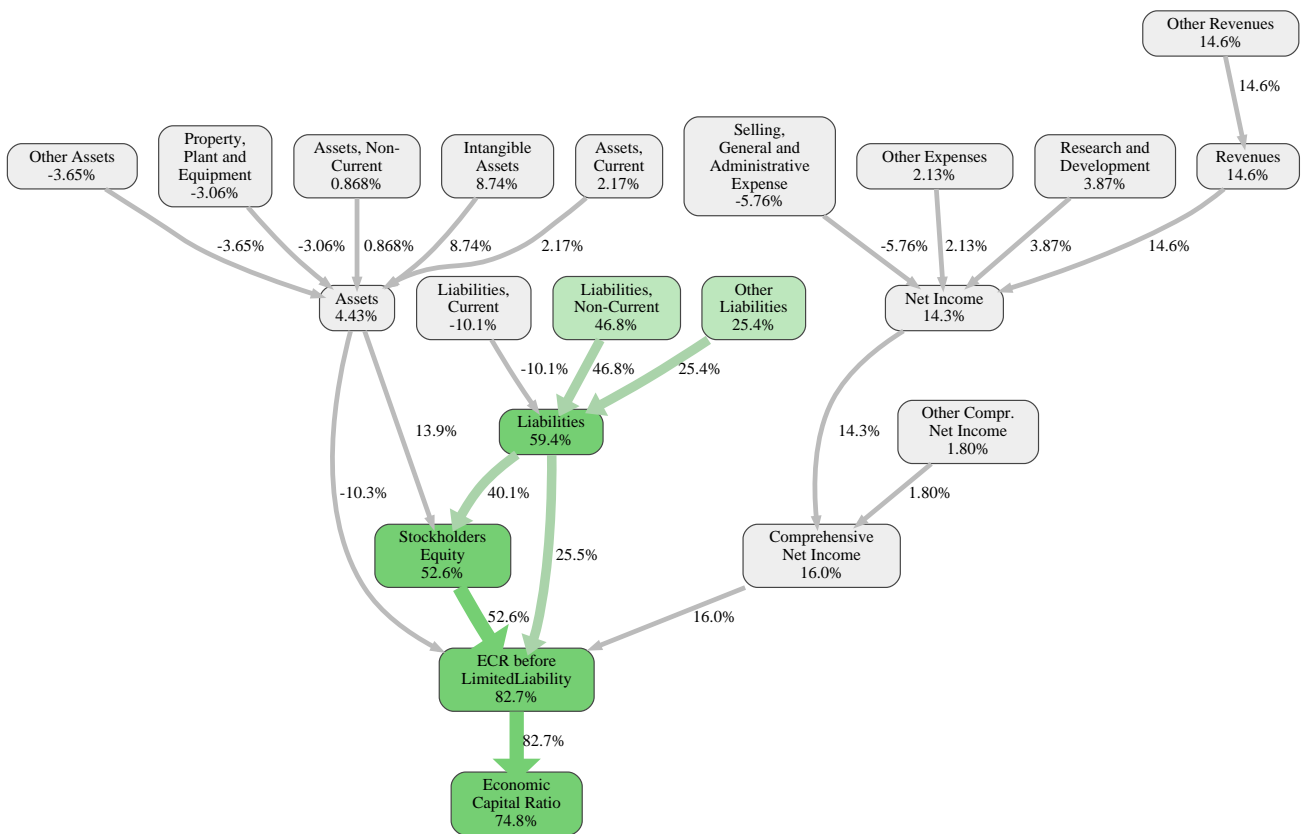 Other Revenues
14.6%
14.6%
Other Assets
-3.65%
Property,
Plant and
Equipment
-3.06%
Assets, Non-
Current
0.868%
Intangible
Assets
8.74%
Assets,
Current
2.17%
Selling,
General and
Administrative
Expense
-5.76%
Other Expenses
2.13%
Research and
Development
3.87%
Revenues
14.6%
-3.65%
-3.06%
0.868%
8.74%
2.17%
-5.76%
2.13%
3.87%
14.6%
Assets
4.43%
Liabilities,
Current
-10.1%
Liabilities,
Non-Current
46.8%
Other
Liabilities
25.4%
Net Income
14.3%
-10.1%
46.8%
25.4%
Liabilities
59.4%
13.9%
14.3%
Other Compr.
Net Income
1.80%
-10.3%
40.1%
1.80%
Stockholders
Equity
52.6%
25.5%
Comprehensive
Net Income
16.0%
52.6%
16.0%
ECR before
LimitedLiability
82.7%
82.7%
Economic
Capital Ratio
74.8%